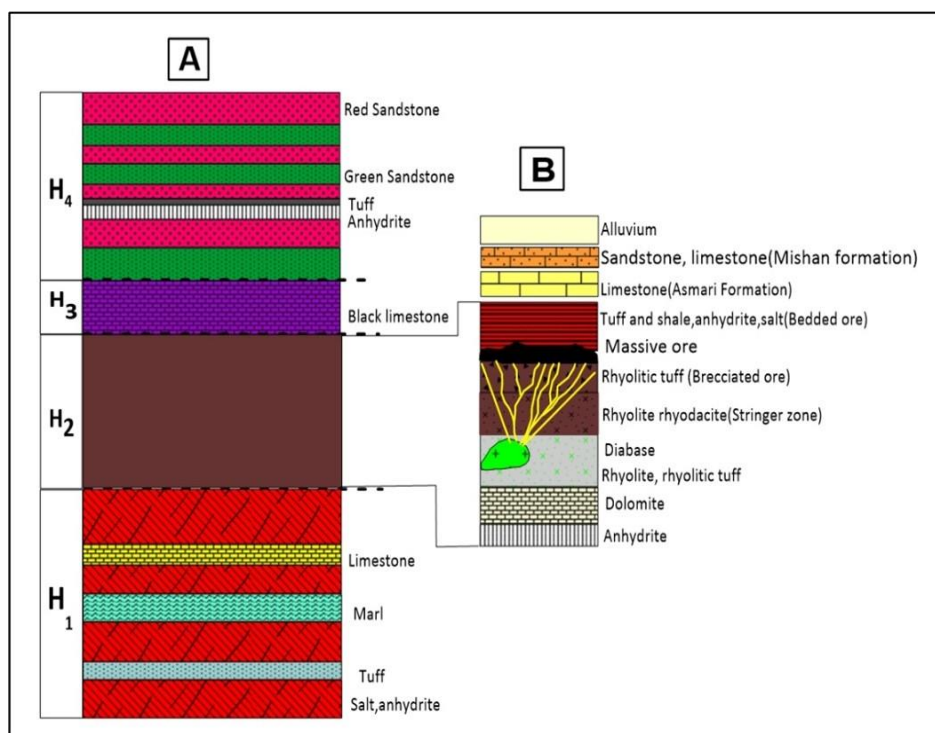 A
H4
Red Sandstone
Green Sandstone
Tuff
Anhydrite
H3
Black limestone
H2
H1
Limestone
Marl
Tuff
Salt,anhydrite
B
Alluvium
Sandstone, limestone(Mishan formation)
Limestone(Asmari Formation)
Tuff and shale,anhydrite,salt(Bedded ore)
Massive ore
Rhyolitic tuff (Brecciated ore)
Rhyolite rhyodacite(Stringer zone)
Diabase
Rhyolite, rhyolitic tuff
Dolomite
Anhydrite